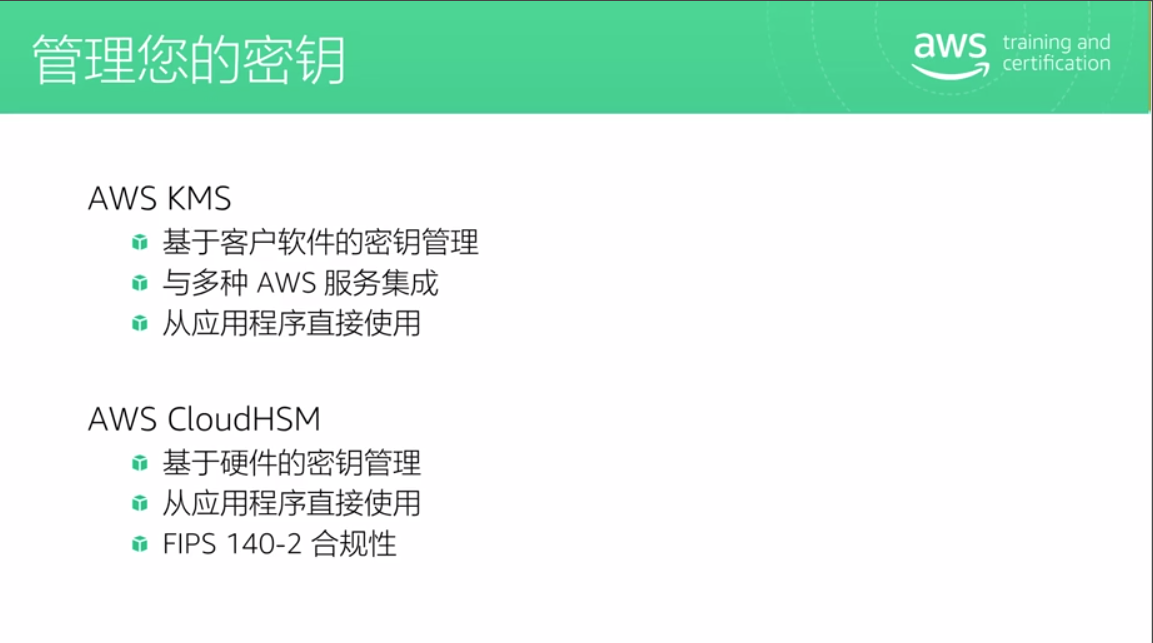 管理您的密钥
aws training and
certification
AWS KMS
基于客户软件的密钥管理
与多种 AWS 服务集成
从应用程序直接使用
AWS CloudHSM
基于硬件的密钥管理
从应用程序直接使用
FIPS 140-2 合规性